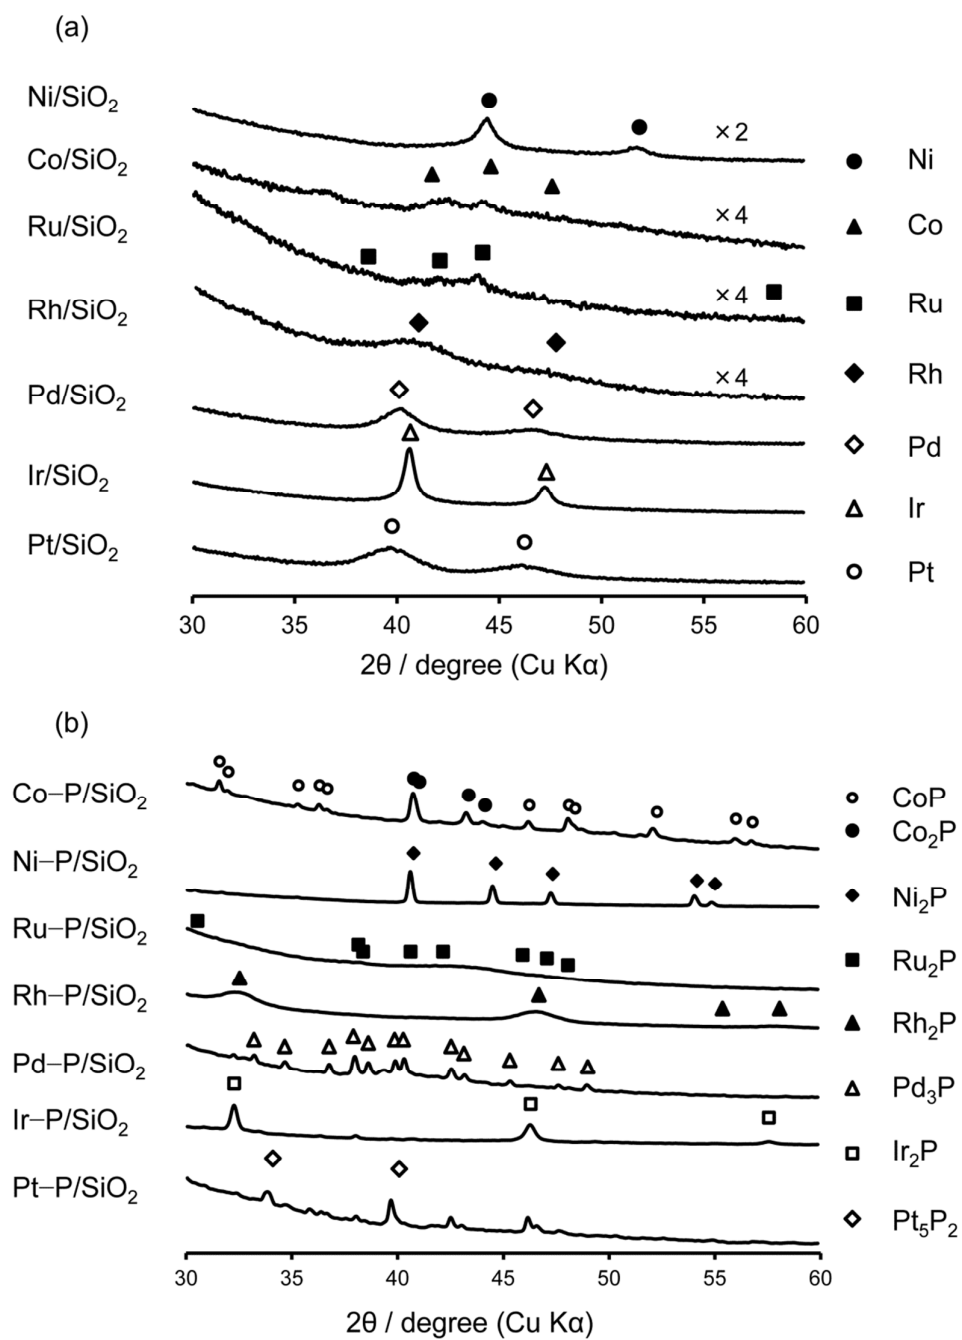 (a)
Ni/SiO₂
×2
Ni
Co/SiO₂
×4
Co
Ru/SiO₂
×4
Ru
Rh/SiO₂
×4
Rh
Pd/SiO₂
Pd
Ir/SiO₂
Ir
Pt/SiO₂
Pt
30 35 40 45 50 55 60
2θ / degree (Cu Kα)
(b)
Co–P/SiO₂
CoP
Co₂P
Ni–P/SiO₂
Ni₂P
Ru–P/SiO₂
Ru₂P
Rh–P/SiO₂
Rh₂P
Pd–P/SiO₂
Pd₃P
Ir–P/SiO₂
Ir₂P
Pt–P/SiO₂
Pt₅P₂
30 35 40 45 50 55 60
2θ / degree (Cu Kα)